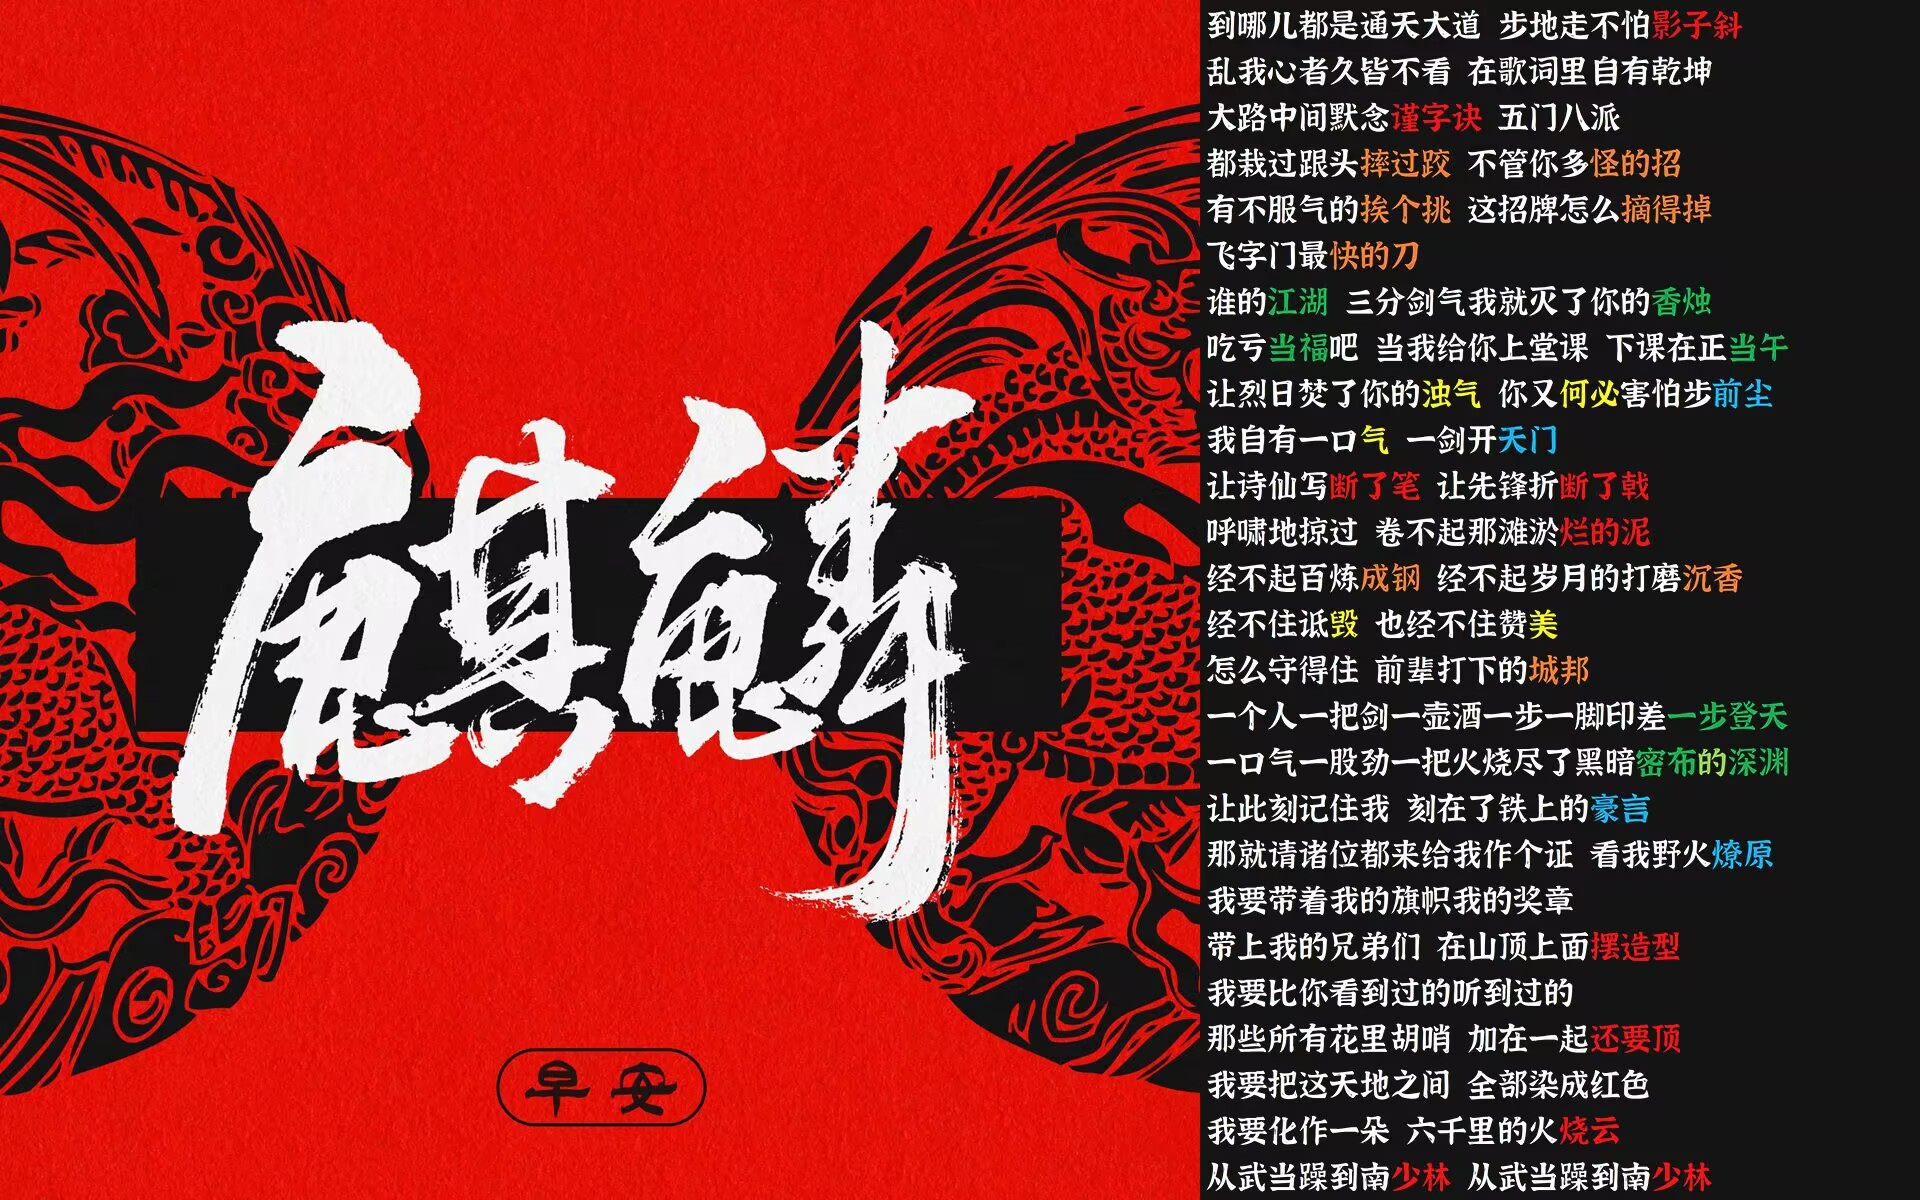 麒麟
早安
到哪儿都是通天大道 步地走不怕影子斜
乱我心者久皆不看 在歌词里自有乾坤
大路中间默念谨字诀 五门八派
都栽过跟头摔过跤 不管你多怪的招
有不服气的挨个挑 这招牌怎么摘得掉
飞字门最快的刀
谁的江湖 三分剑气我就灭了你的香烛
吃亏当福吧 当我给你上堂课 下课在正当午
让烈日焚了你的浊气 你又何必害怕步前尘
我自有一口气 一剑开天门
让诗仙写断了笔 让先锋折断了戟
呼啸地掠过 卷不起那滩淤烂的泥
经不起百炼成钢 经不起岁月的打磨沉香
经不住诋毁 也经不住赞美
怎么守得住 前辈打下的城邦
一个人一把剑一壶酒一步一脚印差一步登天
一口气一股劲一把火烧尽了黑暗密布的深渊
让此刻记住我 刻在了铁上的豪言
那就请诸位都来给我作个证 看我野火燎原
我要带着我的旗帜我的奖章
带上我的兄弟们 在山顶上面摆造型
我要比你看到过的听到过的
那些所有花里胡哨 加在一起还要顶
我要把这天地之间 全部染成红色
我要化作一朵 六千里的火烧云
从武当躁到南少林 从武当躁到南少林